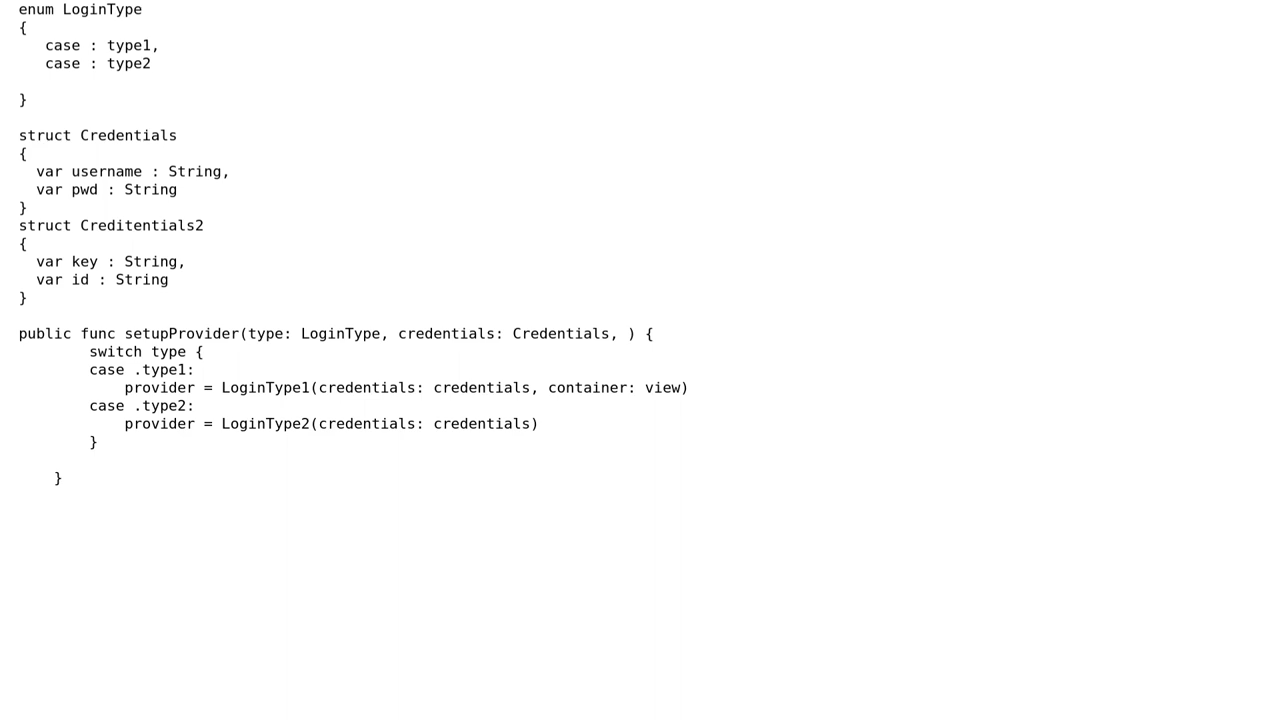 enum LoginType
{
   case : type1,
   case : type2

}

struct Credentials
{
  var username : String,
  var pwd : String
}
struct Creditentials2
{
  var key : String,
  var id : String
}

public func setupProvider(type: LoginType, credentials: Credentials, ) {
        switch type {
        case .type1:
            provider = LoginType1(credentials: credentials, container: view)
        case .type2:
            provider = LoginType2(credentials: credentials)
        }

    }